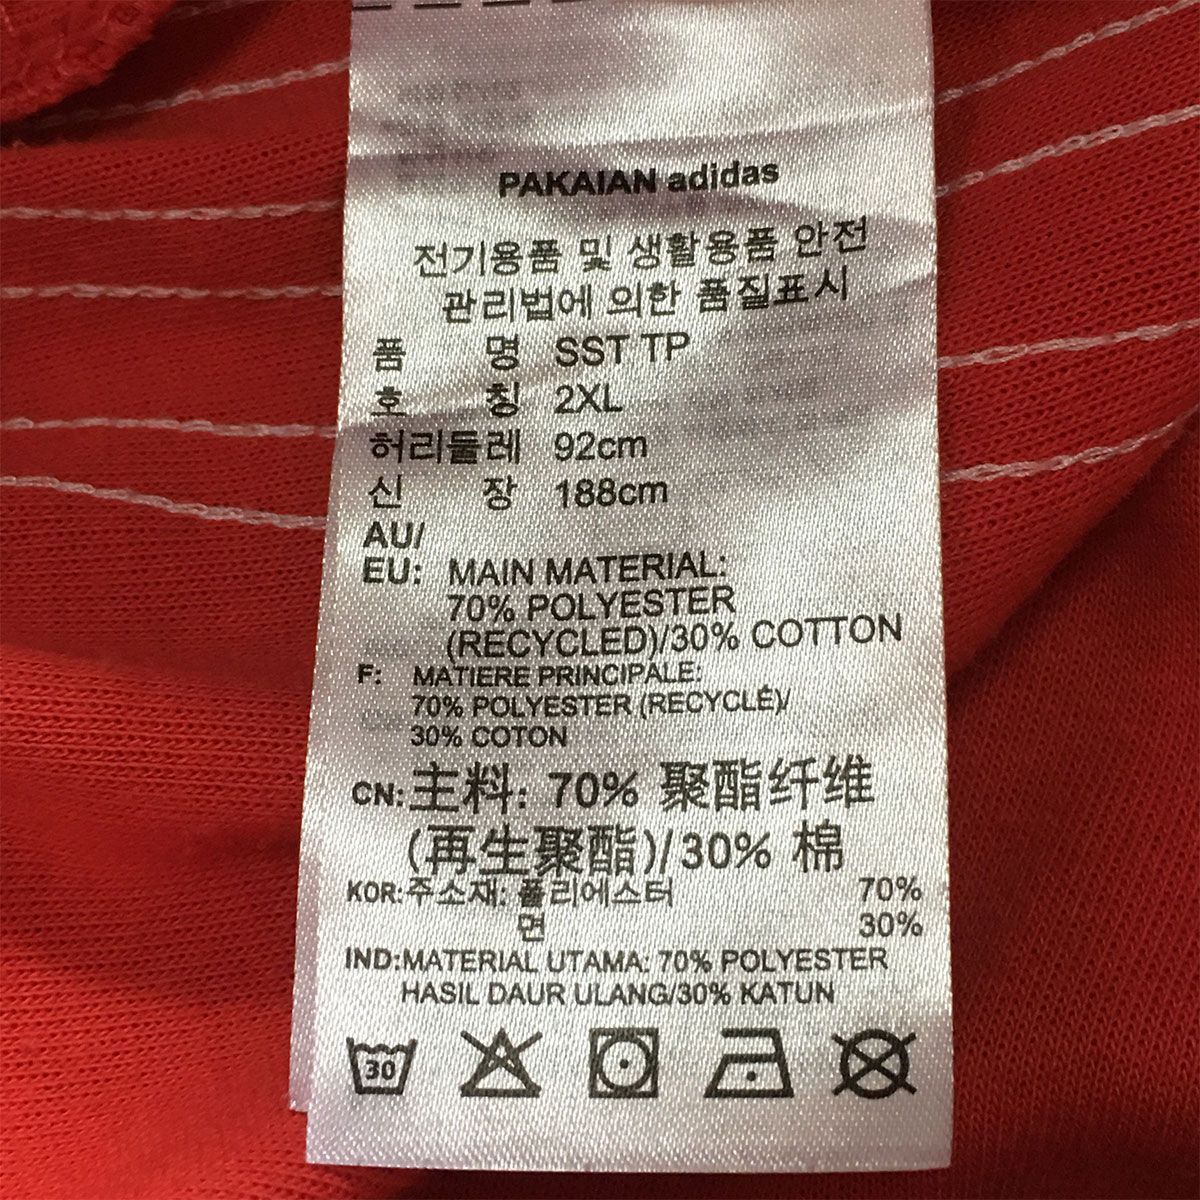 PAKAIAN adidas
전기용품 및 생활용품 안전
관리법에 의한 품질표시
품 명 SST TP
호 칭 2XL
허리둘레 92cm
신 장 188cm
AU/
EU: MAIN MATERIAL:
70% POLYESTER
(RECYCLED)/30% COTTON
F: MATIERE PRINCIPALE:
70% POLYESTER (RECYCLÉ)/
30% COTON
CN: 主料: 70% 聚酯纤维
(再生聚酯)/30% 棉
KOR: 주소재: 폴리에스터 70%
면 30%
IND: MATERIAL UTAMA: 70% POLYESTER
HASIL DAUR ULANG/30% KATUN
30